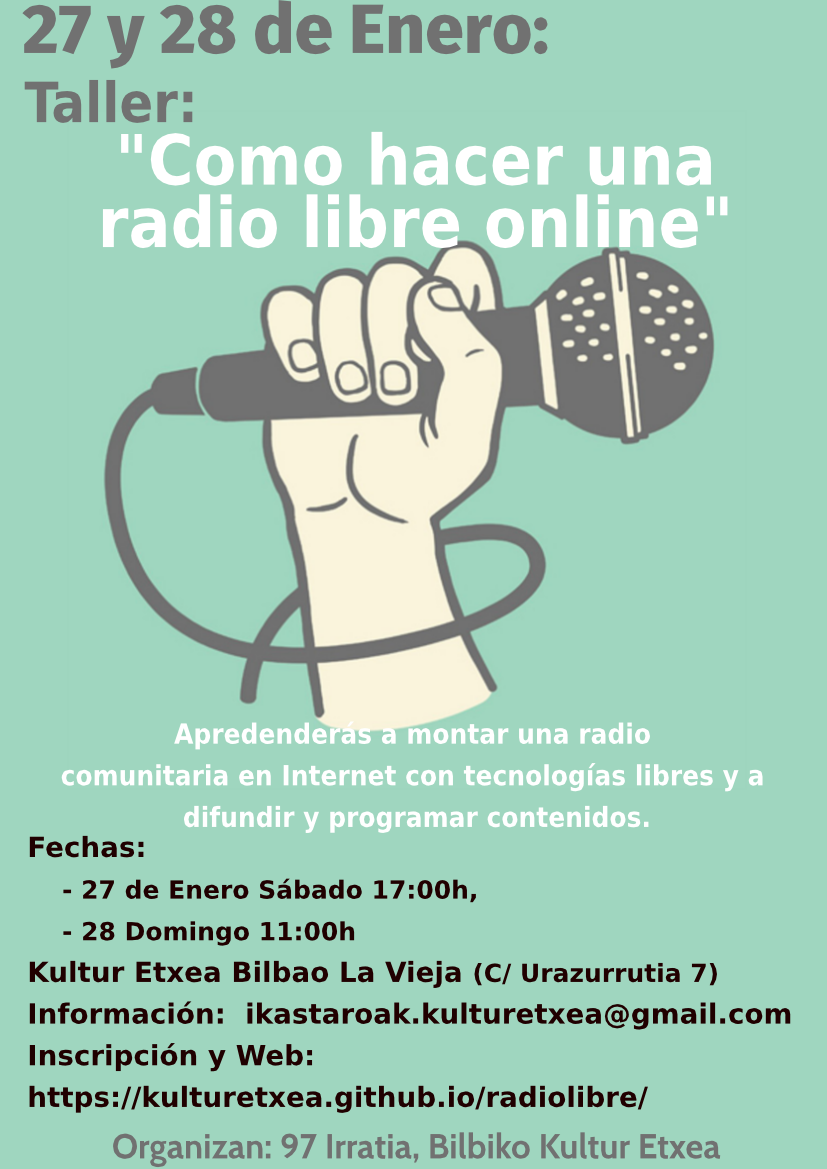 27 y 28 de Enero:
Taller:
"Como hacer una
radio libre online"
Apredenderás a montar una radio
comunitaria en Internet con tecnologías libres y a
difundir y programar contenidos.
Fechas:
- 27 de Enero Sábado 17:00h,
- 28 Domingo 11:00h
Kultur Etxea Bilbao La Vieja (C/ Urazurrutia 7)
Información: ikastaroak.kulturetxea@gmail.com
Inscripción y Web:
https://kulturetxea.github.io/radiolibre/
Organizan: 97 Irratia, Bilbiko Kultur Etxea